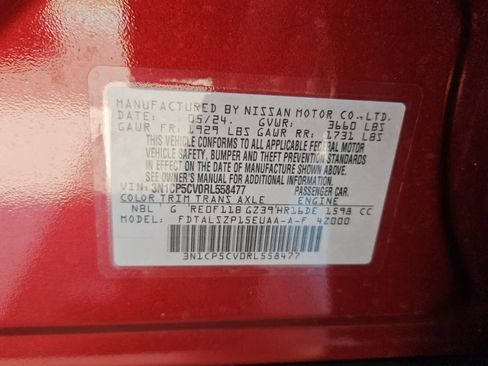 MANUFACTURED BY NISSAN MOTOR CO.,LTD.
DATE: 05/24. GVWR: 3660 LBS
GAWR FR: 1929 LBS GAWR RR: 1731 LBS
THIS VEHICLE CONFORMS TO ALL APPLICABLE FEDERAL MOTOR
VEHICLE SAFETY, BUMPER AND THEFT PREVENTION STANDARDS
IN EFFECT ON THE DATE OF MANUFACTURE SHOWN ABOVE.
SEE OWNER'S MANUAL FOR ADDITIONAL INFORMATION.
VIN: 3N1CP5CV0RL558477 PASSENGER CAR.
COLOR TRIM TRANS AXLE ENGINE
NBL G RE0F11B GZ39 HR16DE 1598 CC
MODEL: FDTALSZP15EUAA-A-F 4Z000
3N1CP5CV0RL558477